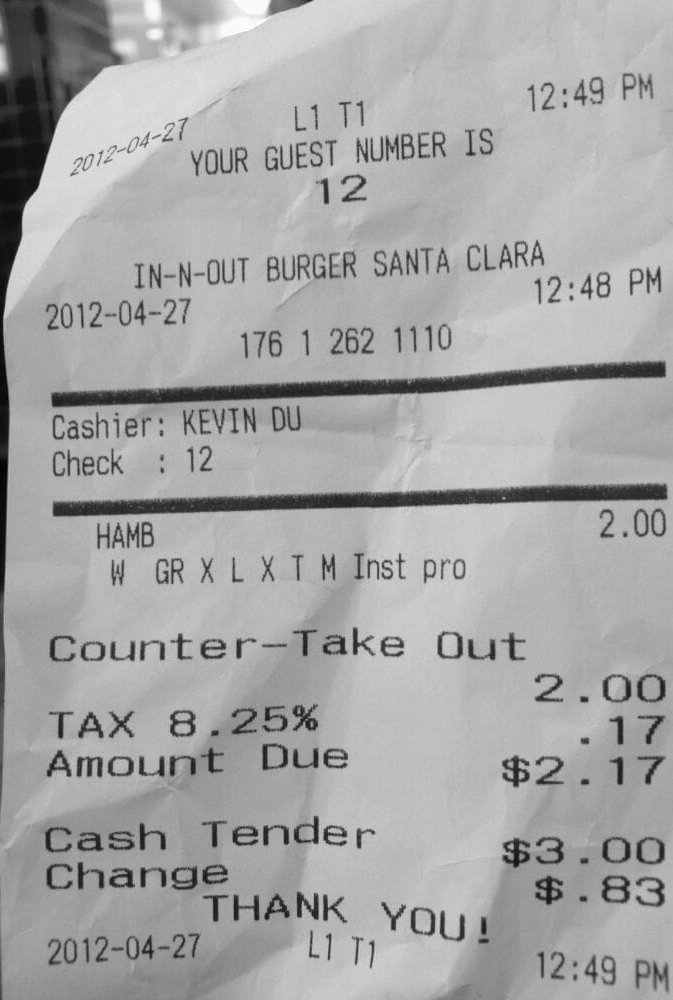 2012-04-27 L1 T1 12:49 PM
YOUR GUEST NUMBER IS
12
IN-N-OUT BURGER SANTA CLARA
2012-04-27 12:48 PM
176 1 262 1110
Cashier: KEVIN DU
Check : 12
HAMB 2.00
W GR X L X T M Inst pro
Counter-Take Out
2.00
TAX 8.25% .17
Amount Due $2.17
Cash Tender $3.00
Change $.83
THANK YOU!
2012-04-27 L1 T1 12:49 PM